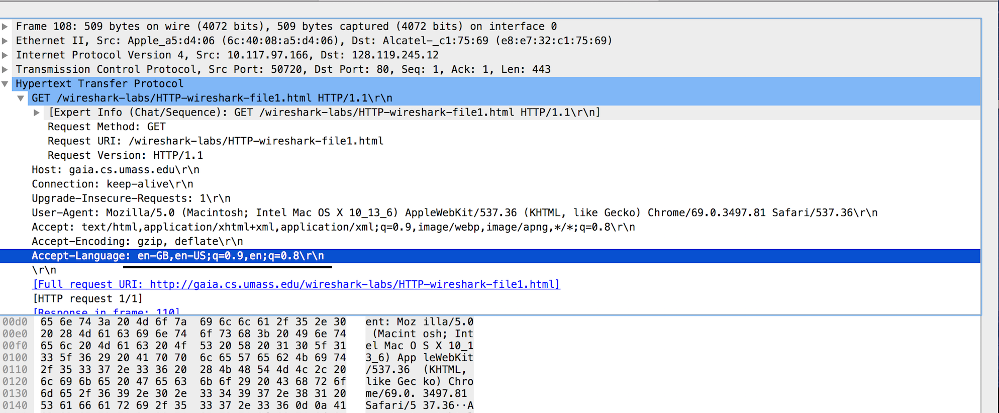 Frame 108: 509 bytes on wire (4072 bits), 509 bytes captured (4072 bits) on interface 0
Ethernet II, Src: Apple_a5:d4:06 (6c:40:08:a5:d4:06), Dst: Alcatel-_c1:75:69 (e8:e7:32:c1:75:69)
Internet Protocol Version 4, Src: 10.117.97.166, Dst: 128.119.245.12
Transmission Control Protocol, Src Port: 50720, Dst Port: 80, Seq: 1, Ack: 1, Len: 443
Hypertext Transfer Protocol
GET /wireshark-labs/HTTP-wireshark-file1.html HTTP/1.1\r\n
[Expert Info (Chat/Sequence): GET /wireshark-labs/HTTP-wireshark-file1.html HTTP/1.1\r\n]
Request Method: GET
Request URI: /wireshark-labs/HTTP-wireshark-file1.html
Request Version: HTTP/1.1
Host: gaia.cs.umass.edu\r\n
Connection: keep-alive\r\n
Upgrade-Insecure-Requests: 1\r\n
User-Agent: Mozilla/5.0 (Macintosh; Intel Mac OS X 10_13_6) AppleWebKit/537.36 (KHTML, like Gecko) Chrome/69.0.3497.81 Safari/537.36\r\n
Accept: text/html,application/xhtml+xml,application/xml;q=0.9,image/webp,image/apng,*/*;q=0.8\r\n
Accept-Encoding: gzip, deflate\r\n
Accept-Language: en-GB,en-US;q=0.9,en;q=0.8\r\n
\r\n
[Full request URI: http://gaia.cs.umass.edu/wireshark-labs/HTTP-wireshark-file1.html]
[HTTP request 1/1]
[Response in frame: 110]
00d0 65 6e 74 3a 20 4d 6f 7a 69 6c 6c 61 2f 35 2e 30 ent: Moz illa/5.0
00e0 20 28 4d 61 63 69 6e 74 6f 73 68 3b 20 49 6e 74 (Macint osh; Int
00f0 65 6c 20 4d 61 63 20 4f 53 20 58 20 31 30 5f 31 el Mac O S X 10_1
0100 33 5f 36 29 20 41 70 70 6c 65 57 65 62 4b 69 74 3_6) App leWebKit
0110 2f 35 33 37 2e 33 36 20 28 4b 48 54 4d 4c 2c 20 /537.36 (KHTML,
0120 6c 69 6b 65 20 47 65 63 6b 6f 29 20 43 68 72 6f like Gec ko) Chro
0130 6d 65 2f 36 39 2e 30 2e 33 34 39 37 2e 38 31 20 me/69.0. 3497.81
0140 53 61 66 61 72 69 2f 35 33 37 2e 33 36 0d 0a 41 Safari/5 37.36··A